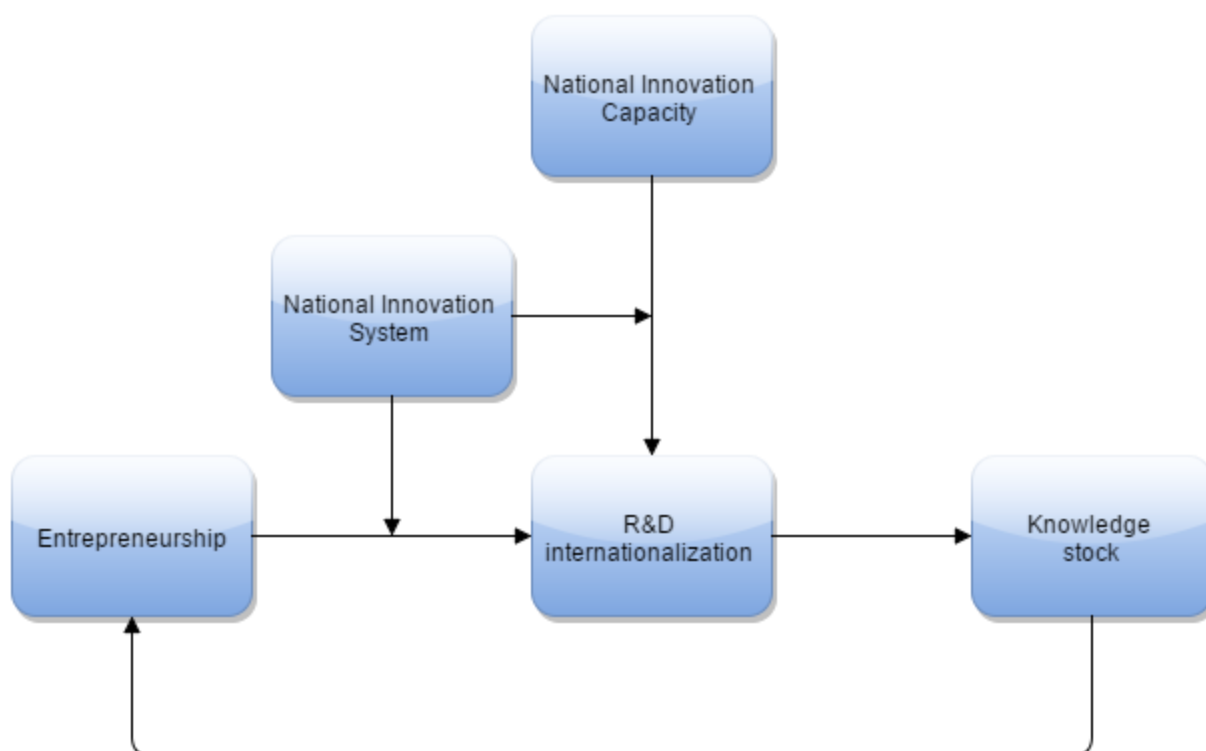 National Innovation
Capacity
National Innovation
System
Entrepreneurship
R&D
internationalization
Knowledge
stock